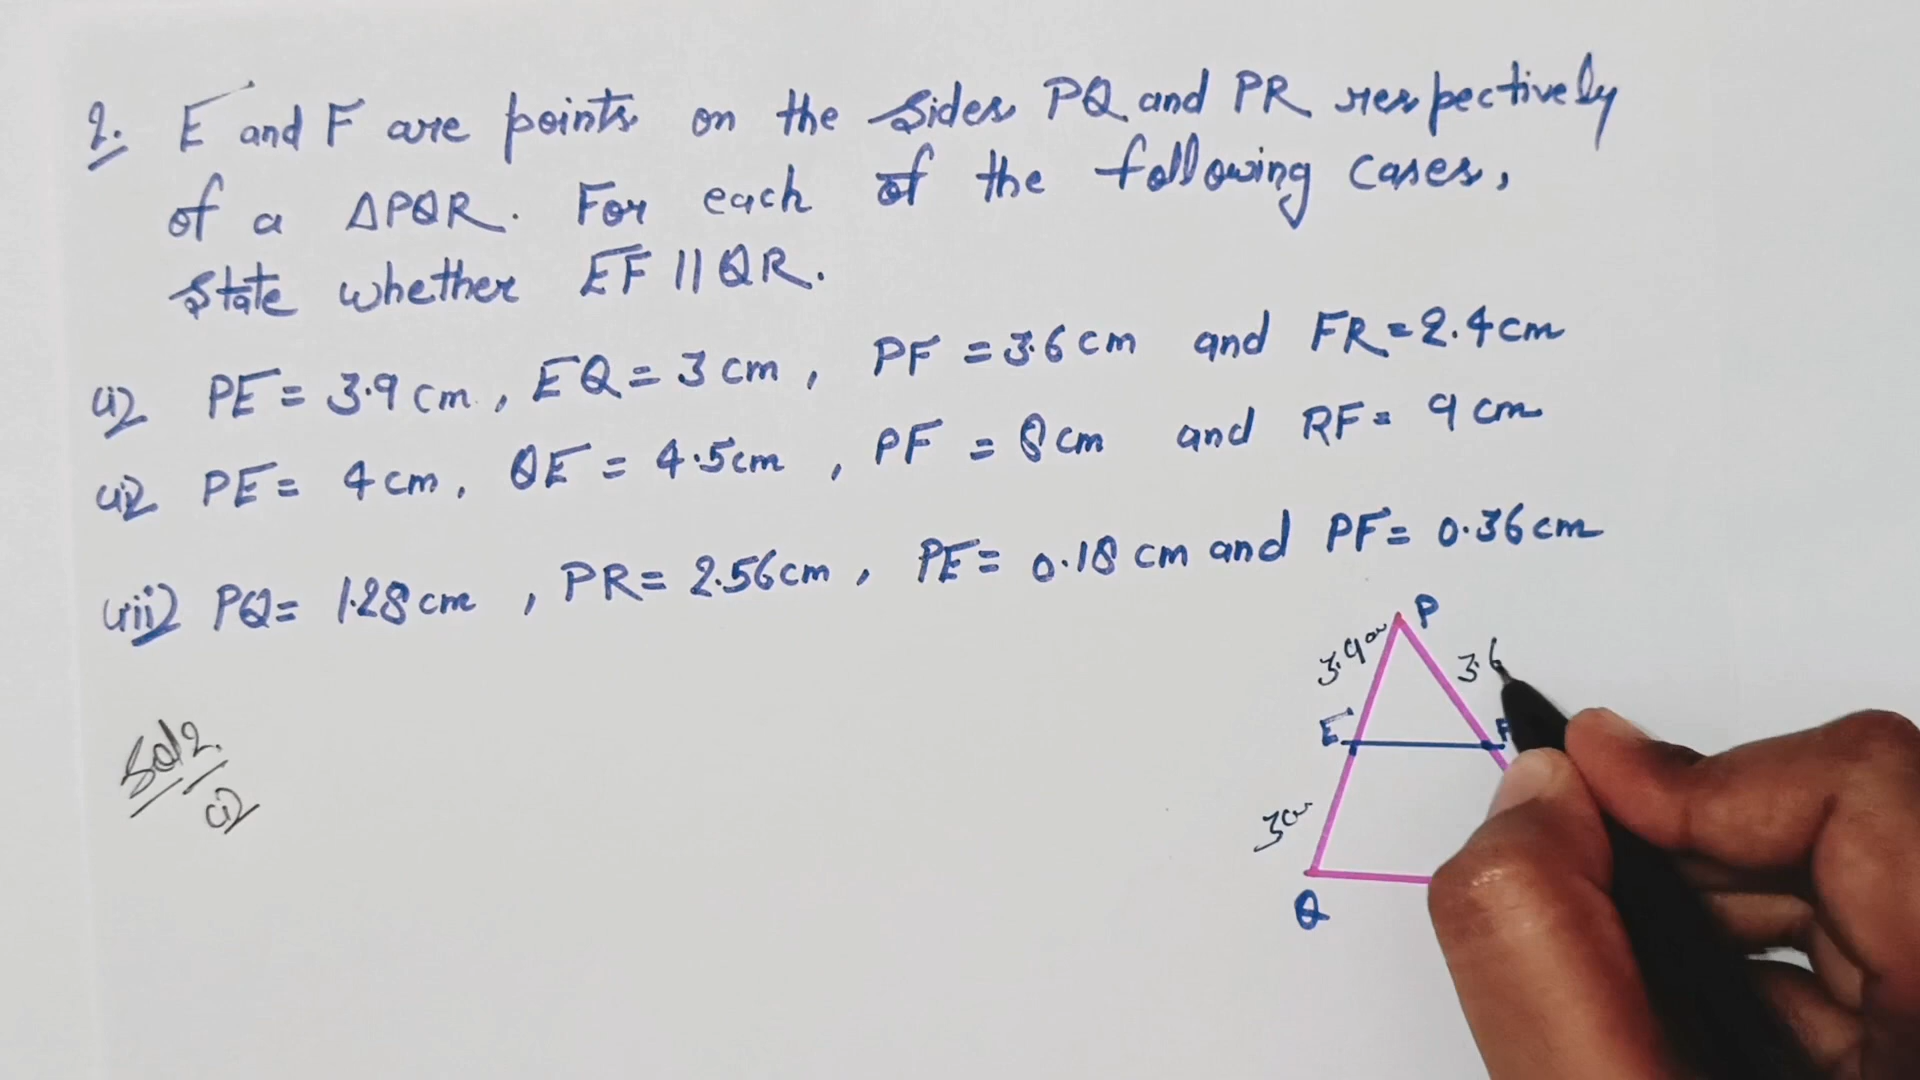 2. E and F are points on the sides PQ and PR respectively
of a △PQR. For each of the following cases,
state whether EF || QR.
(i) PE = 3.9 cm, EQ = 3 cm, PF = 3.6 cm and FR = 2.4 cm
(ii) PE = 4 cm, QE = 4.5 cm, PF = 8 cm and RF = 9 cm
(iii) PQ = 1.28 cm, PR = 2.56 cm, PE = 0.18 cm and PF = 0.36 cm
P
3.9cm
3.6
E
F
Sol2.
(i)
3cm
Q